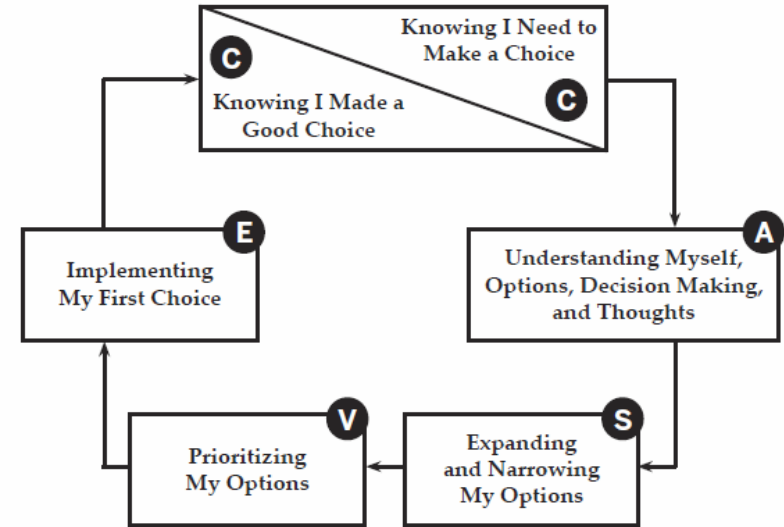 Knowing I Need to
Make a Choice
C
C
Knowing I Made a
Good Choice
A
Understanding Myself,
Options, Decision Making,
and Thoughts
S
Expanding
and Narrowing
My Options
V
Prioritizing
My Options
E
Implementing
My First Choice